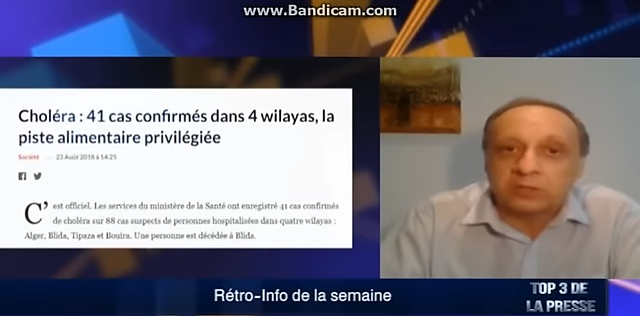 www.Bandicam.com
Choléra : 41 cas confirmés dans 4 wilayas, la
piste alimentaire privilégiée
Société — 23 Août 2018 à 14:25
C'est officiel. Les services du ministère de la Santé ont enregistré 41 cas confirmés
de choléra sur 88 cas suspects de personnes hospitalisées dans quatre wilayas :
Alger, Blida, Tipaza et Bouira. Une personne est décédée à Blida.
Rétro-Info de la semaine
TOP 3 DE
LA PRESSE